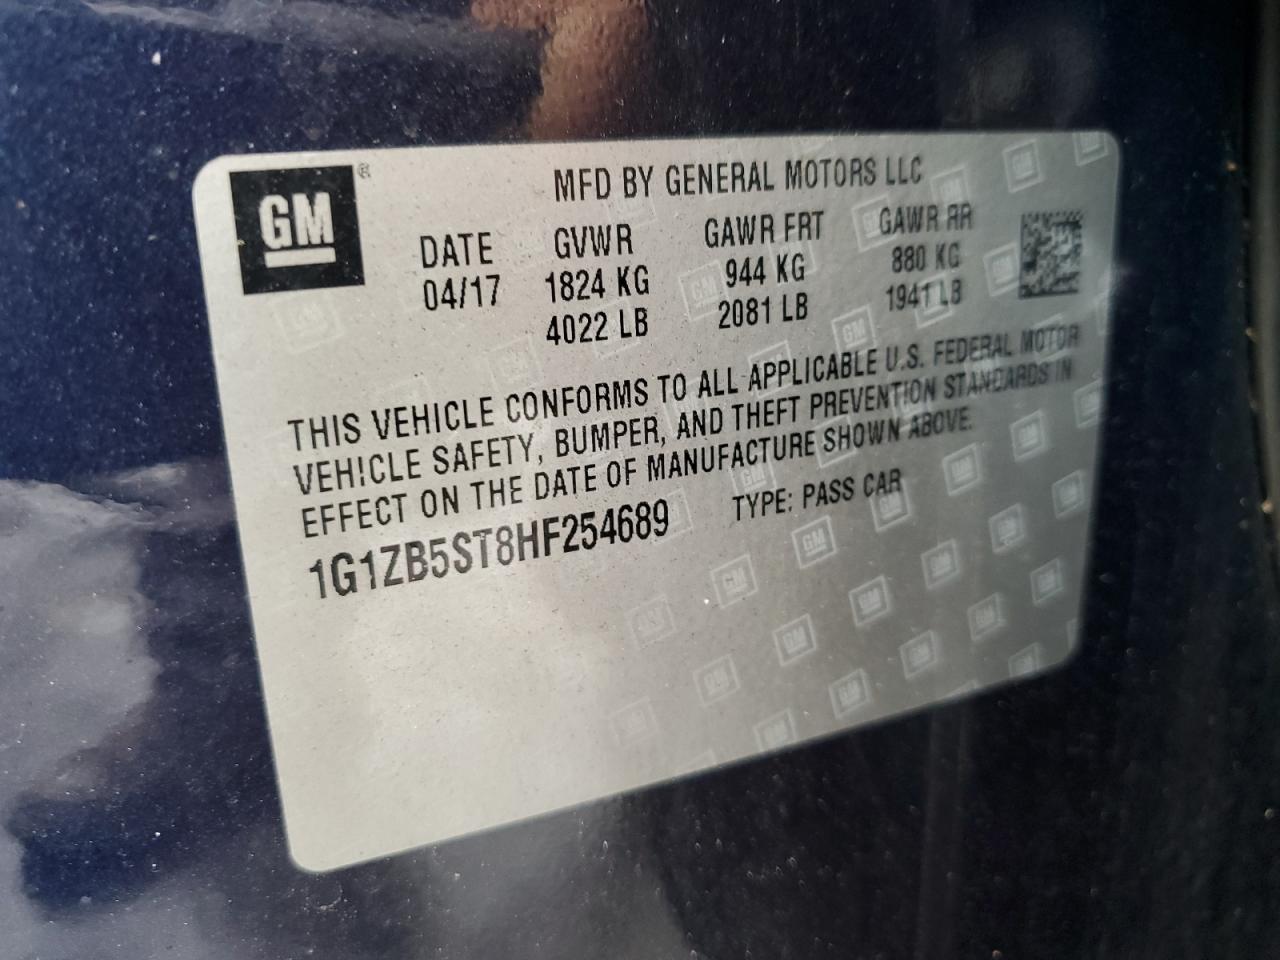 GM ®
MFD BY GENERAL MOTORS LLC
DATE GVWR GAWR FRT GAWR RR
04/17 1824 KG 944 KG 880 KG
4022 LB 2081 LB 1941 LB
THIS VEHICLE CONFORMS TO ALL APPLICABLE U.S. FEDERAL MOTOR
VEHICLE SAFETY, BUMPER, AND THEFT PREVENTION STANDARDS IN
EFFECT ON THE DATE OF MANUFACTURE SHOWN ABOVE.
1G1ZB5ST8HF254689 TYPE: PASS CAR